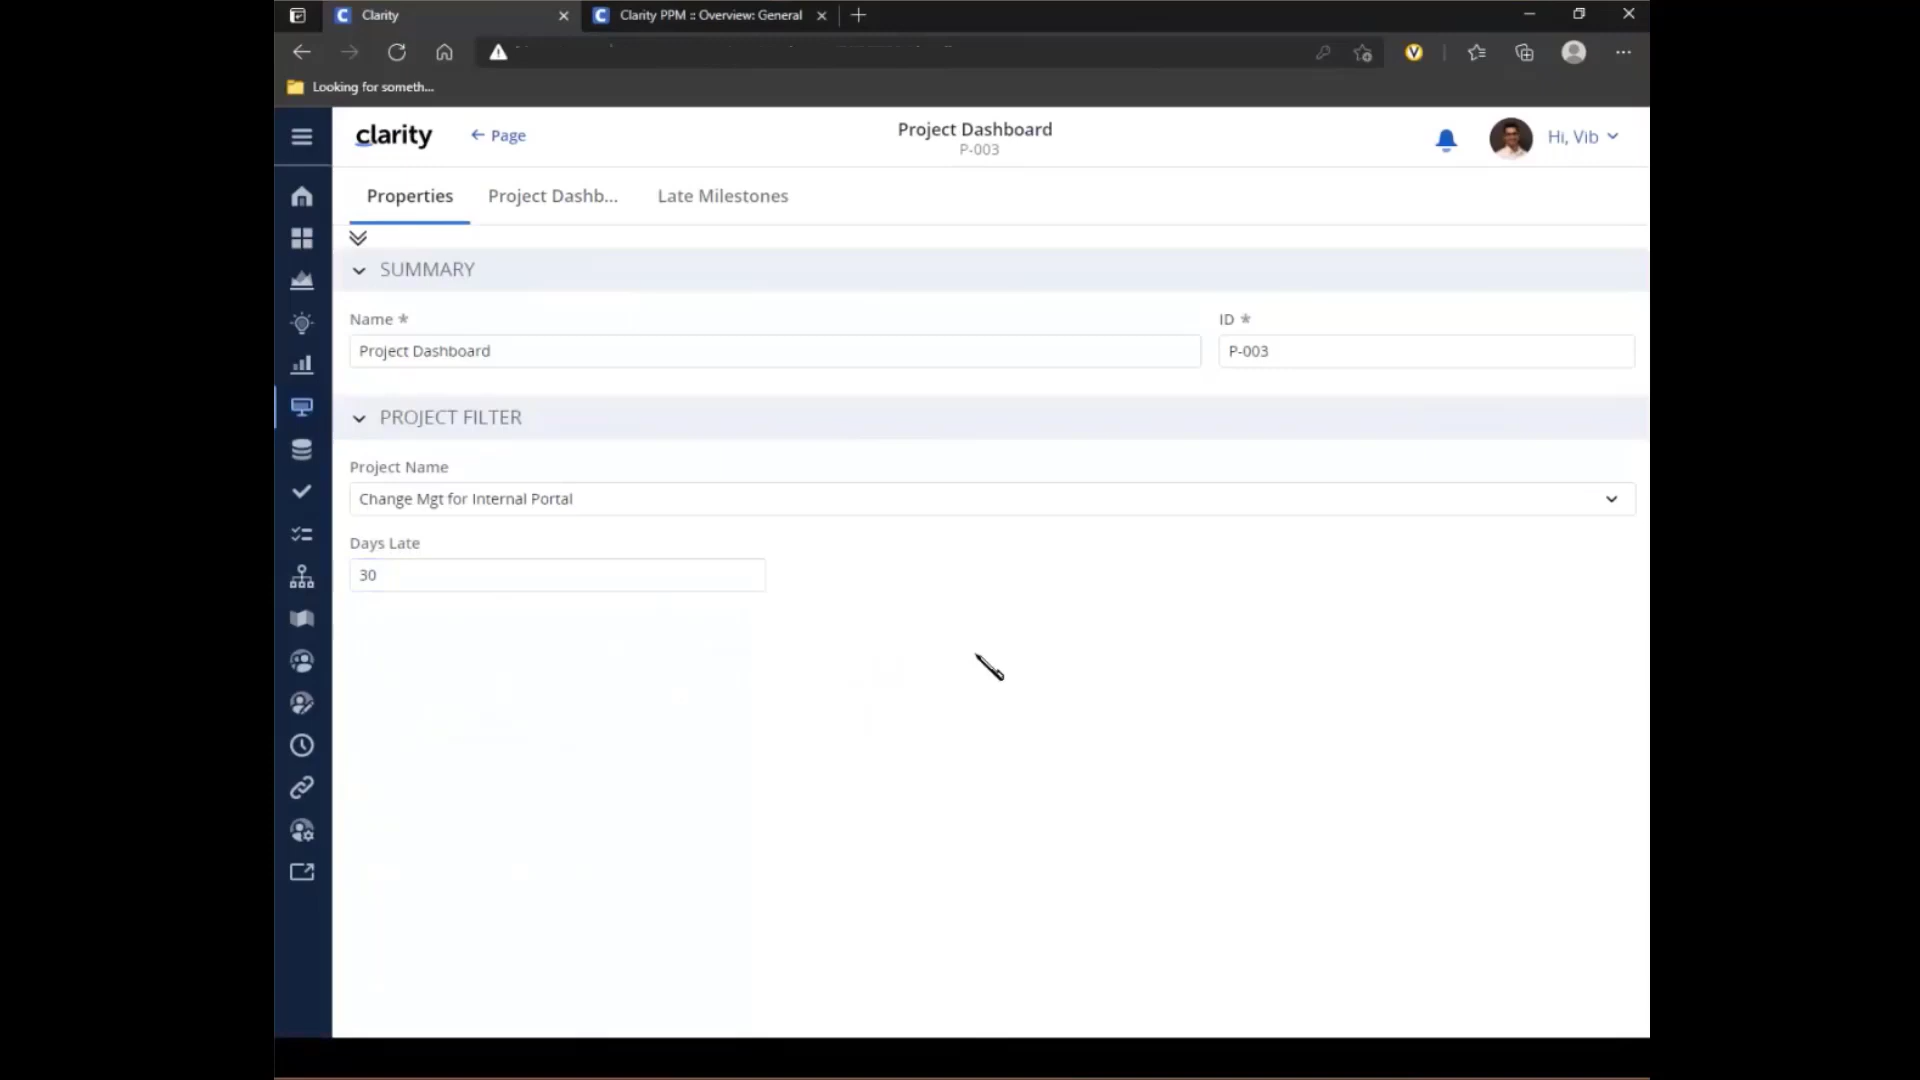 Clarity
Clarity PPM :: Overview: General
Looking for someth...
clarity
Page
Project Dashboard
P-003
Hi, Vib
Properties
Project Dashb...
Late Milestones
SUMMARY
Name *
ID *
Project Dashboard
P-003
PROJECT FILTER
Project Name
Change Mgt for Internal Portal
Days Late
30